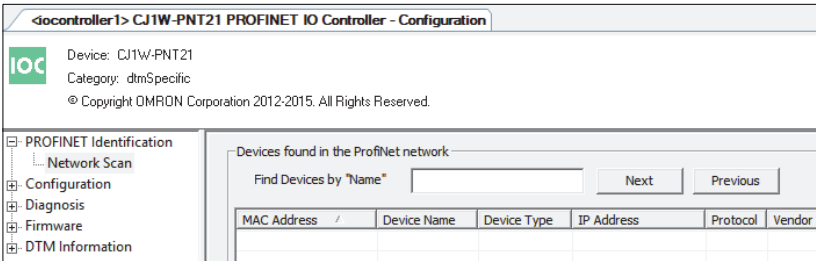 <iocontroller1> CJ1W-PNT21 PROFINET IO Controller - Configuration
IOC
Device: CJ1W-PNT21
Category: dtmSpecific
© Copyright OMRON Corporation 2012-2015. All Rights Reserved.
PROFINET Identification
Network Scan
Configuration
Diagnosis
Firmware
DTM Information
Devices found in the ProfiNet network
Find Devices by "Name" Next Previous
MAC Address Device Name Device Type IP Address Protocol Vendor